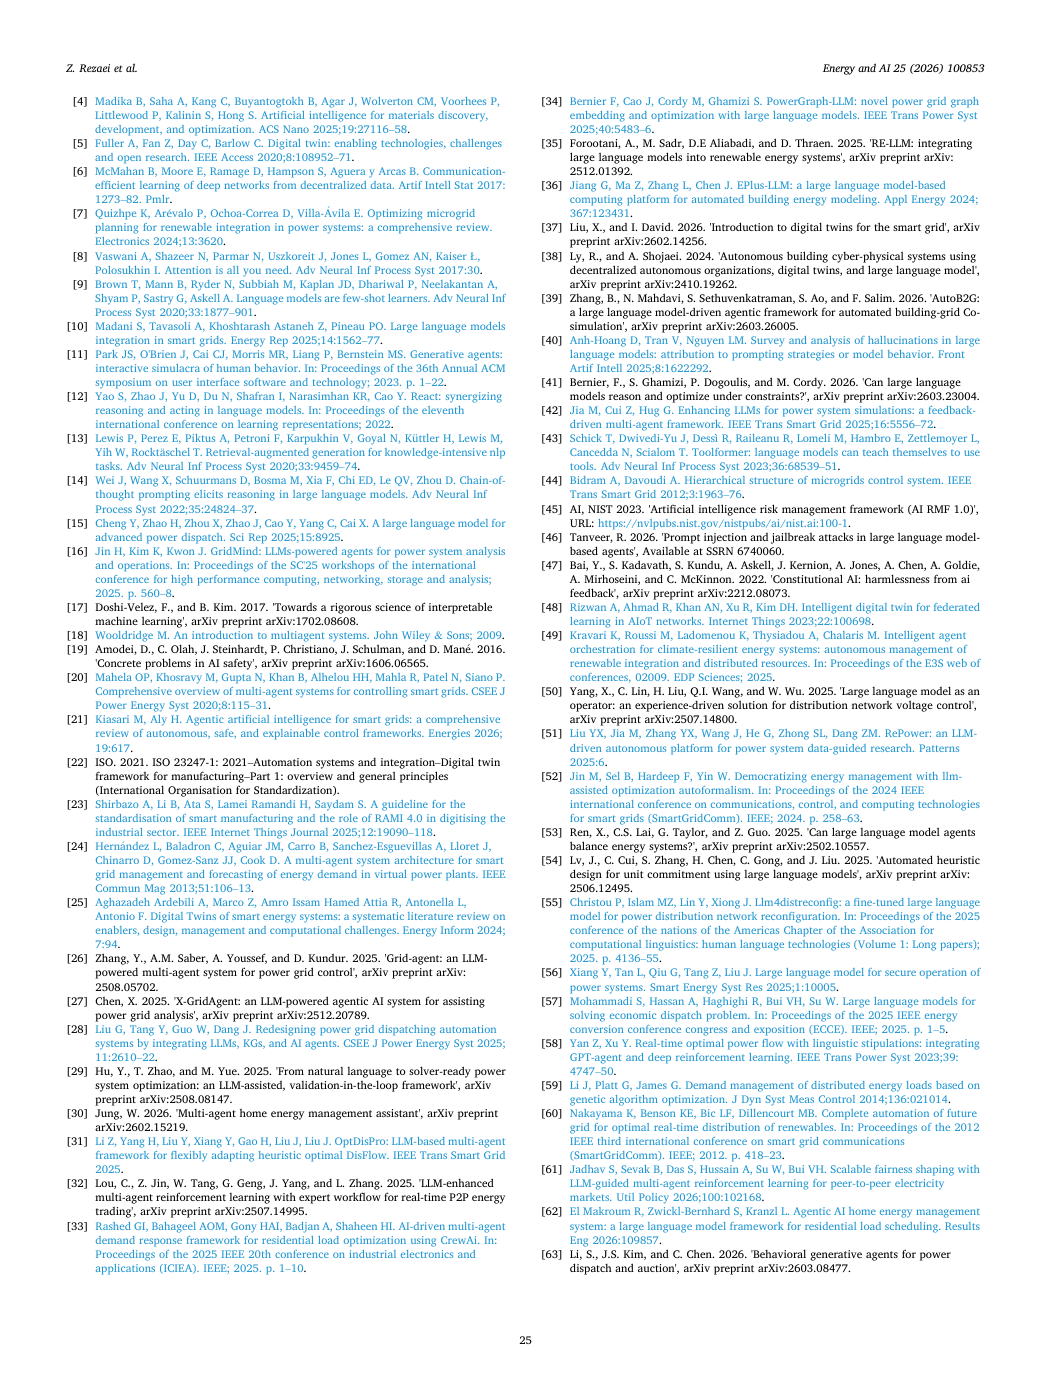 Z. Rezaei et al.
Energy and AI 25 (2026) 100853
[4] Madika B, Saha A, Kang C, Buyantogtokh B, Agar J, Wolverton CM, Voorhees P,
Littlewood P, Kalinin S, Hong S. Artificial intelligence for materials discovery,
development, and optimization. ACS Nano 2025;19:27116–58.
[5] Fuller A, Fan Z, Day C, Barlow C. Digital twin: enabling technologies, challenges
and open research. IEEE Access 2020;8:108952–71.
[6] McMahan B, Moore E, Ramage D, Hampson S, Aguera y Arcas B. Communication-
efficient learning of deep networks from decentralized data. Artif Intell Stat 2017:
1273–82. Pmlr.
[7] Quizhpe K, Arévalo P, Ochoa-Correa D, Villa-Ávila E. Optimizing microgrid
planning for renewable integration in power systems: a comprehensive review.
Electronics 2024;13:3620.
[8] Vaswani A, Shazeer N, Parmar N, Uszkoreit J, Jones L, Gomez AN, Kaiser Ł,
Polosukhin I. Attention is all you need. Adv Neural Inf Process Syst 2017:30.
[9] Brown T, Mann B, Ryder N, Subbiah M, Kaplan JD, Dhariwal P, Neelakantan A,
Shyam P, Sastry G, Askell A. Language models are few-shot learners. Adv Neural Inf
Process Syst 2020;33:1877–901.
[10] Madani S, Tavasoli A, Khoshtarash Astaneh Z, Pineau PO. Large language models
integration in smart grids. Energy Rep 2025;14:1562–77.
[11] Park JS, O'Brien J, Cai CJ, Morris MR, Liang P, Bernstein MS. Generative agents:
interactive simulacra of human behavior. In: Proceedings of the 36th Annual ACM
symposium on user interface software and technology; 2023. p. 1–22.
[12] Yao S, Zhao J, Yu D, Du N, Shafran I, Narasimhan KR, Cao Y. React: synergizing
reasoning and acting in language models. In: Proceedings of the eleventh
international conference on learning representations; 2022.
[13] Lewis P, Perez E, Piktus A, Petroni F, Karpukhin V, Goyal N, Küttler H, Lewis M,
Yih W, Rocktäschel T. Retrieval-augmented generation for knowledge-intensive nlp
tasks. Adv Neural Inf Process Syst 2020;33:9459–74.
[14] Wei J, Wang X, Schuurmans D, Bosma M, Xia F, Chi ED, Le QV, Zhou D. Chain-of-
thought prompting elicits reasoning in large language models. Adv Neural Inf
Process Syst 2022;35:24824–37.
[15] Cheng Y, Zhao H, Zhou X, Zhao J, Cao Y, Yang C, Cai X. A large language model for
advanced power dispatch. Sci Rep 2025;15:8925.
[16] Jin H, Kim K, Kwon J. GridMind: LLMs-powered agents for power system analysis
and operations. In: Proceedings of the SC'25 workshops of the international
conference for high performance computing, networking, storage and analysis;
2025. p. 560–8.
[17] Doshi-Velez, F., and B. Kim. 2017. 'Towards a rigorous science of interpretable
machine learning', arXiv preprint arXiv:1702.08608.
[18] Wooldridge M. An introduction to multiagent systems. John Wiley & Sons; 2009.
[19] Amodei, D., C. Olah, J. Steinhardt, P. Christiano, J. Schulman, and D. Mané. 2016.
'Concrete problems in AI safety', arXiv preprint arXiv:1606.06565.
[20] Mahela OP, Khosravy M, Gupta N, Khan B, Alhelou HH, Mahla R, Patel N, Siano P.
Comprehensive overview of multi-agent systems for controlling smart grids. CSEE J
Power Energy Syst 2020;8:115–31.
[21] Kiasari M, Aly H. Agentic artificial intelligence for smart grids: a comprehensive
review of autonomous, safe, and explainable control frameworks. Energies 2026;
19:617.
[22] ISO. 2021. ISO 23247-1: 2021–Automation systems and integration–Digital twin
framework for manufacturing–Part 1: overview and general principles
(International Organisation for Standardization).
[23] Shirbazo A, Li B, Ata S, Lamei Ramandi H, Saydam S. A guideline for the
standardisation of smart manufacturing and the role of RAMI 4.0 in digitising the
industrial sector. IEEE Internet Things Journal 2025;12:19090–118.
[24] Hernández L, Baladron C, Aguiar JM, Carro B, Sanchez-Esguevillas A, Lloret J,
Chinarro D, Gomez-Sanz JJ, Cook D. A multi-agent system architecture for smart
grid management and forecasting of energy demand in virtual power plants. IEEE
Commun Mag 2013;51:106–13.
[25] Aghazadeh Ardebili A, Marco Z, Amro Issam Hamed Attia R, Antonella L,
Antonio F. Digital Twins of smart energy systems: a systematic literature review on
enablers, design, management and computational challenges. Energy Inform 2024;
7:94.
[26] Zhang, Y., A.M. Saber, A. Youssef, and D. Kundur. 2025. 'Grid-agent: an LLM-
powered multi-agent system for power grid control', arXiv preprint arXiv:
2508.05702.
[27] Chen, X. 2025. 'X-GridAgent: an LLM-powered agentic AI system for assisting
power grid analysis', arXiv preprint arXiv:2512.20789.
[28] Liu G, Tang Y, Guo W, Dang J. Redesigning power grid dispatching automation
systems by integrating LLMs, KGs, and AI agents. CSEE J Power Energy Syst 2025;
11:2610–22.
[29] Hu, Y., T. Zhao, and M. Yue. 2025. 'From natural language to solver-ready power
system optimization: an LLM-assisted, validation-in-the-loop framework', arXiv
preprint arXiv:2508.08147.
[30] Jung, W. 2026. 'Multi-agent home energy management assistant', arXiv preprint
arXiv:2602.15219.
[31] Li Z, Yang H, Liu Y, Xiang Y, Gao H, Liu J, Liu J. OptDisPro: LLM-based multi-agent
framework for flexibly adapting heuristic optimal DisFlow. IEEE Trans Smart Grid
2025.
[32] Lou, C., Z. Jin, W. Tang, G. Geng, J. Yang, and L. Zhang. 2025. 'LLM-enhanced
multi-agent reinforcement learning with expert workflow for real-time P2P energy
trading', arXiv preprint arXiv:2507.14995.
[33] Rashed GI, Bahageel AOM, Gony HAI, Badjan A, Shaheen HI. AI-driven multi-agent
demand response framework for residential load optimization using CrewAi. In:
Proceedings of the 2025 IEEE 20th conference on industrial electronics and
applications (ICIEA). IEEE; 2025. p. 1–10.
[34] Bernier F, Cao J, Cordy M, Ghamizi S. PowerGraph-LLM: novel power grid graph
embedding and optimization with large language models. IEEE Trans Power Syst
2025;40:5483–6.
[35] Forootani, A., M. Sadr, D.E Aliabadi, and D. Thraen. 2025. 'RE-LLM: integrating
large language models into renewable energy systems', arXiv preprint arXiv:
2512.01392.
[36] Jiang G, Ma Z, Zhang L, Chen J. EPlus-LLM: a large language model-based
computing platform for automated building energy modeling. Appl Energy 2024;
367:123431.
[37] Liu, X., and I. David. 2026. 'Introduction to digital twins for the smart grid', arXiv
preprint arXiv:2602.14256.
[38] Ly, R., and A. Shojaei. 2024. 'Autonomous building cyber-physical systems using
decentralized autonomous organizations, digital twins, and large language model',
arXiv preprint arXiv:2410.19262.
[39] Zhang, B., N. Mahdavi, S. Sethuvenkatraman, S. Ao, and F. Salim. 2026. 'AutoB2G:
a large language model-driven agentic framework for automated building-grid Co-
simulation', arXiv preprint arXiv:2603.26005.
[40] Anh-Hoang D, Tran V, Nguyen LM. Survey and analysis of hallucinations in large
language models: attribution to prompting strategies or model behavior. Front
Artif Intell 2025;8:1622292.
[41] Bernier, F., S. Ghamizi, P. Dogoulis, and M. Cordy. 2026. 'Can large language
models reason and optimize under constraints?', arXiv preprint arXiv:2603.23004.
[42] Jia M, Cui Z, Hug G. Enhancing LLMs for power system simulations: a feedback-
driven multi-agent framework. IEEE Trans Smart Grid 2025;16:5556–72.
[43] Schick T, Dwivedi-Yu J, Dessì R, Raileanu R, Lomeli M, Hambro E, Zettlemoyer L,
Cancedda N, Scialom T. Toolformer: language models can teach themselves to use
tools. Adv Neural Inf Process Syst 2023;36:68539–51.
[44] Bidram A, Davoudi A. Hierarchical structure of microgrids control system. IEEE
Trans Smart Grid 2012;3:1963–76.
[45] AI, NIST 2023. 'Artificial intelligence risk management framework (AI RMF 1.0)',
URL: https://nvlpubs.nist.gov/nistpubs/ai/nist.ai:100-1.
[46] Tanveer, R. 2026. 'Prompt injection and jailbreak attacks in large language model-
based agents', Available at SSRN 6740060.
[47] Bai, Y., S. Kadavath, S. Kundu, A. Askell, J. Kernion, A. Jones, A. Chen, A. Goldie,
A. Mirhoseini, and C. McKinnon. 2022. 'Constitutional AI: harmlessness from ai
feedback', arXiv preprint arXiv:2212.08073.
[48] Rizwan A, Ahmad R, Khan AN, Xu R, Kim DH. Intelligent digital twin for federated
learning in AIoT networks. Internet Things 2023;22:100698.
[49] Kravari K, Roussi M, Ladomenou K, Thysiadou A, Chalaris M. Intelligent agent
orchestration for climate-resilient energy systems: autonomous management of
renewable integration and distributed resources. In: Proceedings of the E3S web of
conferences, 02009. EDP Sciences; 2025.
[50] Yang, X., C. Lin, H. Liu, Q.I. Wang, and W. Wu. 2025. 'Large language model as an
operator: an experience-driven solution for distribution network voltage control',
arXiv preprint arXiv:2507.14800.
[51] Liu YX, Jia M, Zhang YX, Wang J, He G, Zhong SL, Dang ZM. RePower: an LLM-
driven autonomous platform for power system data-guided research. Patterns
2025:6.
[52] Jin M, Sel B, Hardeep F, Yin W. Democratizing energy management with llm-
assisted optimization autoformalism. In: Proceedings of the 2024 IEEE
international conference on communications, control, and computing technologies
for smart grids (SmartGridComm). IEEE; 2024. p. 258–63.
[53] Ren, X., C.S. Lai, G. Taylor, and Z. Guo. 2025. 'Can large language model agents
balance energy systems?', arXiv preprint arXiv:2502.10557.
[54] Lv, J., C. Cui, S. Zhang, H. Chen, C. Gong, and J. Liu. 2025. 'Automated heuristic
design for unit commitment using large language models', arXiv preprint arXiv:
2506.12495.
[55] Christou P, Islam MZ, Lin Y, Xiong J. Llm4distreconfig: a fine-tuned large language
model for power distribution network reconfiguration. In: Proceedings of the 2025
conference of the nations of the Americas Chapter of the Association for
computational linguistics: human language technologies (Volume 1: Long papers);
2025. p. 4136–55.
[56] Xiang Y, Tan L, Qiu G, Tang Z, Liu J. Large language model for secure operation of
power systems. Smart Energy Syst Res 2025;1:10005.
[57] Mohammadi S, Hassan A, Haghighi R, Bui VH, Su W. Large language models for
solving economic dispatch problem. In: Proceedings of the 2025 IEEE energy
conversion conference congress and exposition (ECCE). IEEE; 2025. p. 1–5.
[58] Yan Z, Xu Y. Real-time optimal power flow with linguistic stipulations: integrating
GPT-agent and deep reinforcement learning. IEEE Trans Power Syst 2023;39:
4747–50.
[59] Li J, Platt G, James G. Demand management of distributed energy loads based on
genetic algorithm optimization. J Dyn Syst Meas Control 2014;136:021014.
[60] Nakayama K, Benson KE, Bic LF, Dillencourt MB. Complete automation of future
grid for optimal real-time distribution of renewables. In: Proceedings of the 2012
IEEE third international conference on smart grid communications
(SmartGridComm). IEEE; 2012. p. 418–23.
[61] Jadhav S, Sevak B, Das S, Hussain A, Su W, Bui VH. Scalable fairness shaping with
LLM-guided multi-agent reinforcement learning for peer-to-peer electricity
markets. Util Policy 2026;100:102168.
[62] El Makroum R, Zwickl-Bernhard S, Kranzl L. Agentic AI home energy management
system: a large language model framework for residential load scheduling. Results
Eng 2026:109857.
[63] Li, S., J.S. Kim, and C. Chen. 2026. 'Behavioral generative agents for power
dispatch and auction', arXiv preprint arXiv:2603.08477.
25